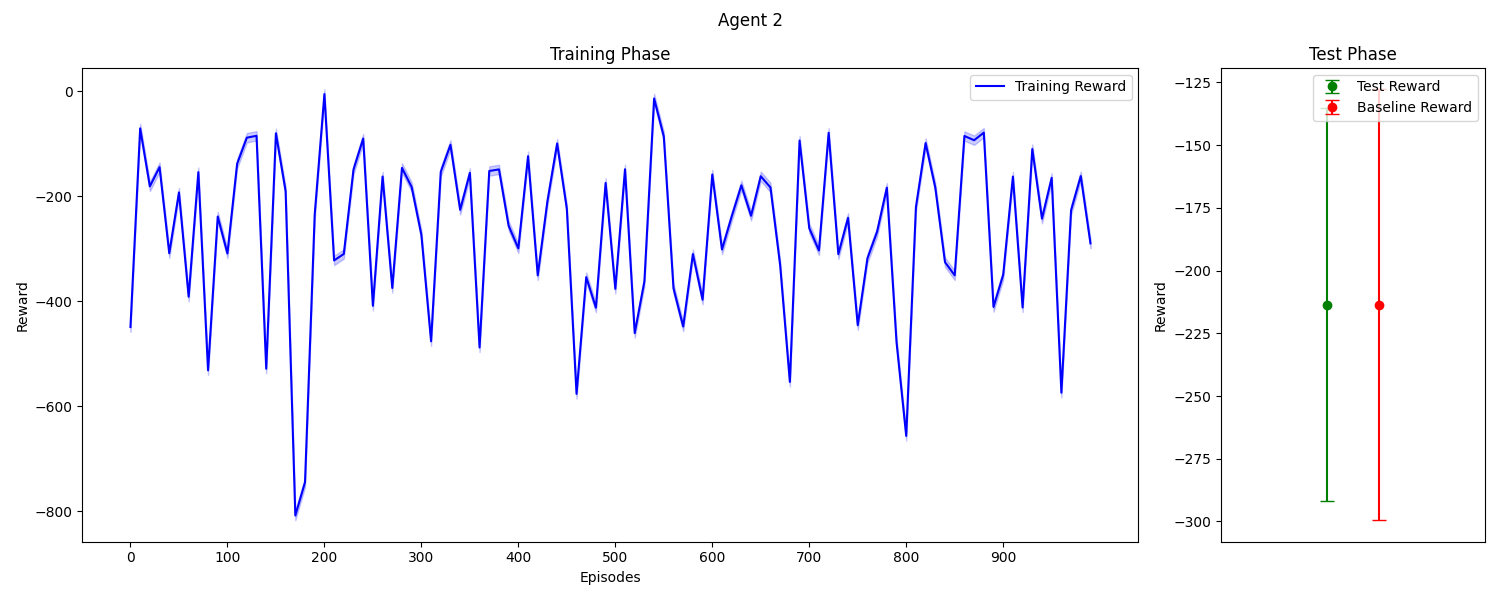 Agent 2
Training Phase
Training Reward
0
−200
−400
−600
−800
Reward
0 100 200 300 400 500 600 700 800 900
Episodes
Test Phase
Test Reward
Baseline Reward
−125
−150
−175
−200
−225
−250
−275
−300
Reward